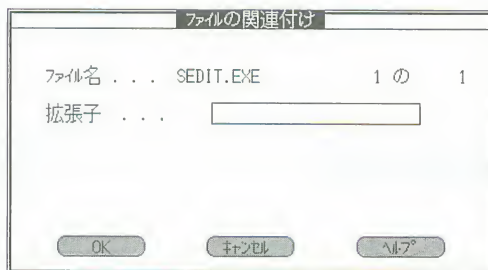 ファイルの関連付け
ファイル名 . . . SEDIT.EXE 1 の 1
拡張子 . . .
OK キャンセル ヘルプ